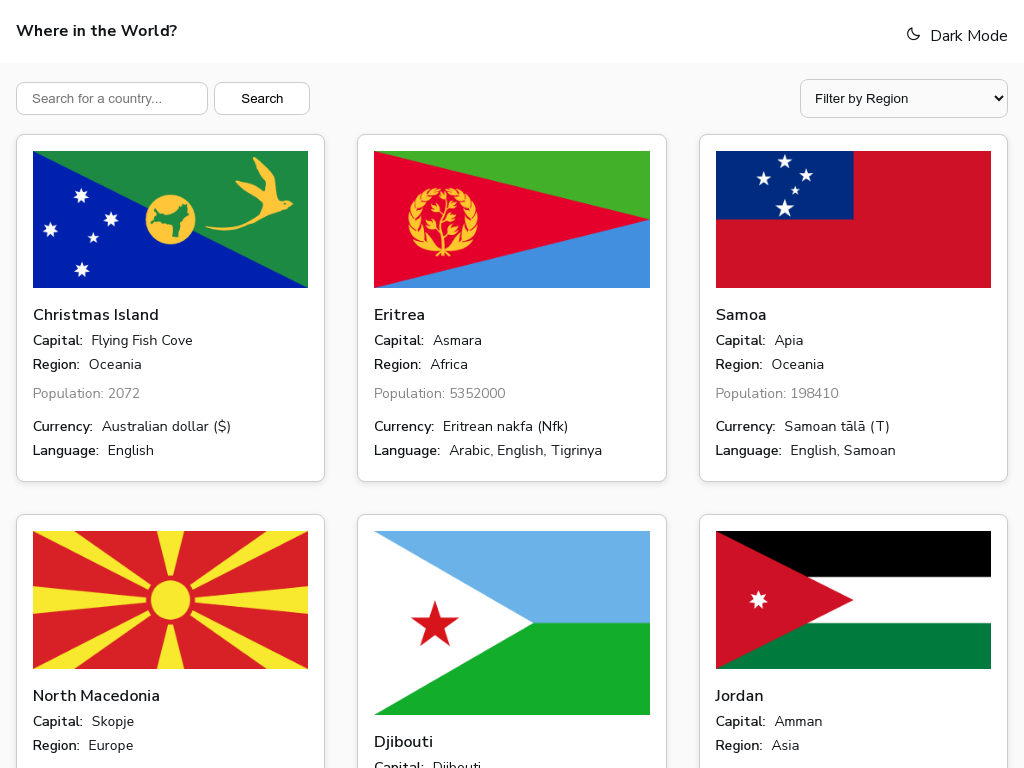 Where in the World?
Dark Mode
Search for a country...
Search
Filter by Region
Christmas Island
Capital: Flying Fish Cove
Region: Oceania
Population: 2072
Currency: Australian dollar ($)
Language: English
Eritrea
Capital: Asmara
Region: Africa
Population: 5352000
Currency: Eritrean nakfa (Nfk)
Language: Arabic, English, Tigrinya
Samoa
Capital: Apia
Region: Oceania
Population: 198410
Currency: Samoan tālā (T)
Language: English, Samoan
North Macedonia
Capital: Skopje
Region: Europe
Djibouti
Capital: Djibouti
Jordan
Capital: Amman
Region: Asia